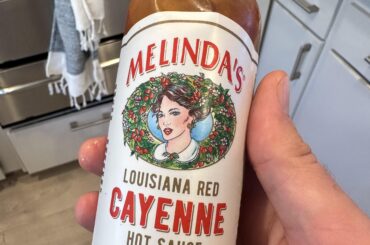 MELINDA'S
LOUISIANA RED
CAYENNE
HOT SAUCE